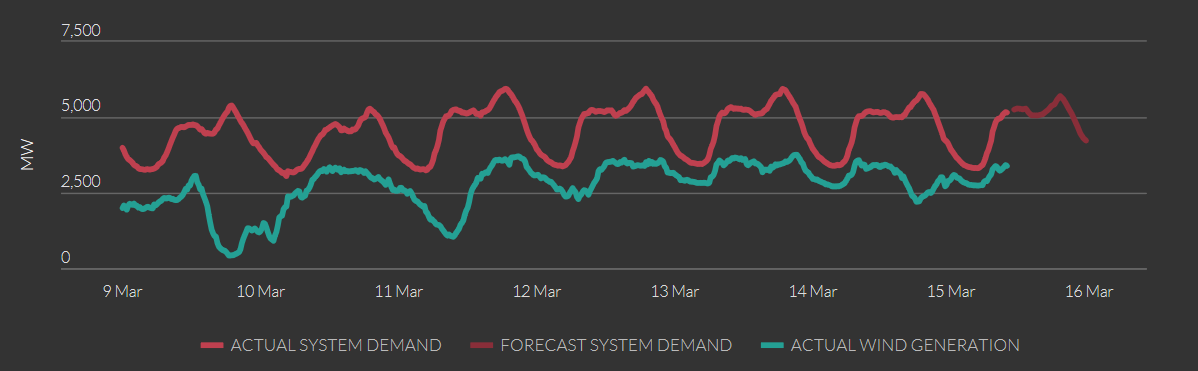 7,500
5,000
MW
2,500
0
9 Mar 10 Mar 11 Mar 12 Mar 13 Mar 14 Mar 15 Mar 16 Mar
ACTUAL SYSTEM DEMAND FORECAST SYSTEM DEMAND ACTUAL WIND GENERATION